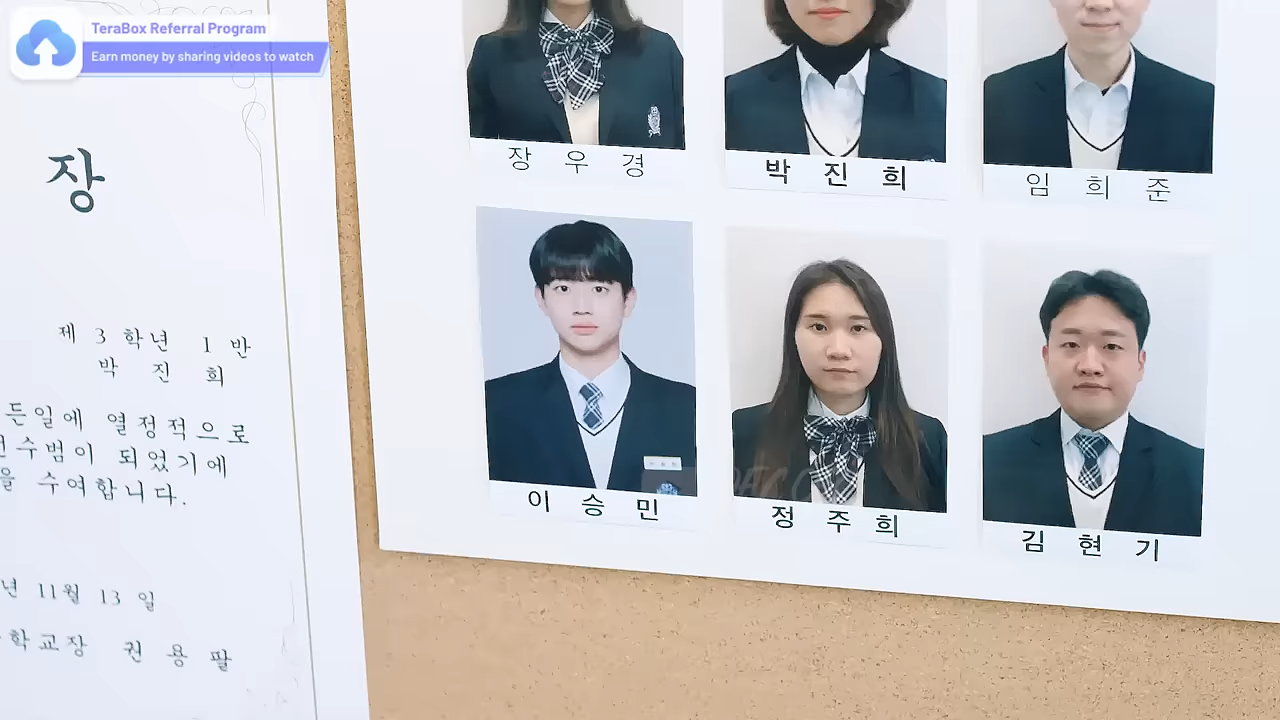 TeraBox Referral Program
Earn money by sharing videos to watch
장
제 3 학년 1 반
박 진 희
든일에 열정적으로
선수범이 되었기에
을 수여합니다.
년 11월 13 일
학교장 권 용 팔
장 우 경
박 진 희
임 희 준
이 승 민
정 주 희
김 현 기